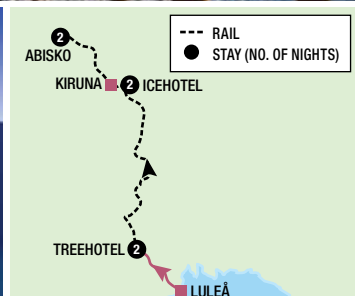 RAIL
STAY (NO. OF NIGHTS)
2
ABISKO
KIRUNA 2 ICEHOTEL
TREEHOTEL 2
LULEÅ